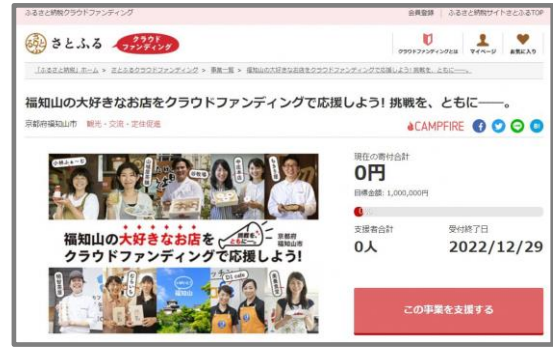 ふるさと納税クラウドファンディング
会員登録 ふるさと納税サイトさとふるTOP
さとふる クラウドファンディング
クラウドファンディングとは マイページ お気に入り
「ふるさと納税」ホーム > さとふるクラウドファンディング > 事業一覧 > 福知山の大好きなお店をクラウドファンディングで応援しよう! 挑戦を、ともに──。
福知山の大好きなお店をクラウドファンディングで応援しよう! 挑戦を、ともに──。
京都府福知山市 観光・交流・定住促進
CAMPFIRE
現在の寄付合計
0円
目標金額: 1,000,000円
支援者合計 受付終了日
0人 2022/12/29
この事業を支援する
福知山の大好きなお店を
挑戦を、ともに──。
京都府
福知山市
クラウドファンディングで応援しよう!
福知山